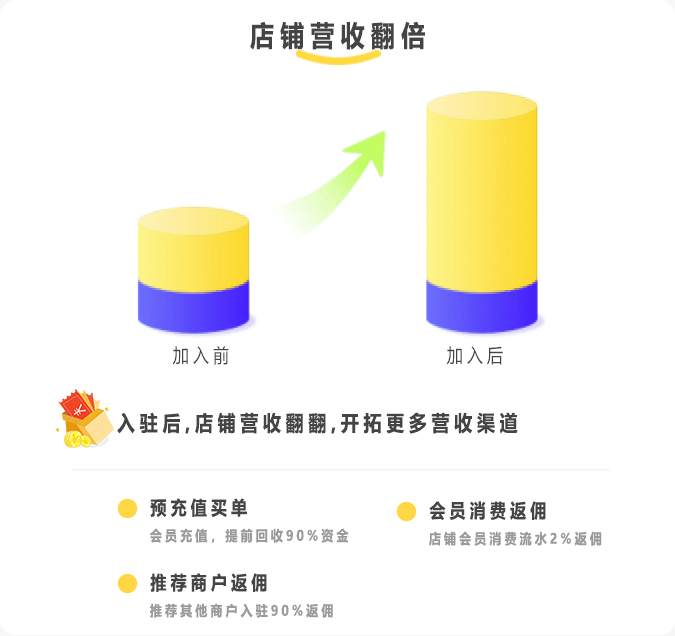 店铺营收翻倍
加入前
加入后
入驻后,店铺营收翻翻,开拓更多营收渠道
预充值买单
会员充值，提前回收90%资金
会员消费返佣
店铺会员消费流水2%返佣
推荐商户返佣
推荐其他商户入驻90%返佣